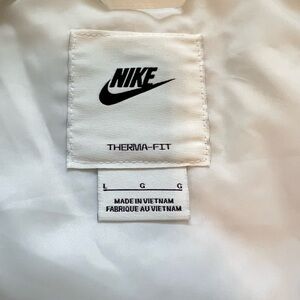 NIKE
THERMA-FIT
L G G
MADE IN VIETNAM
FABRIQUE AU VIETNAM